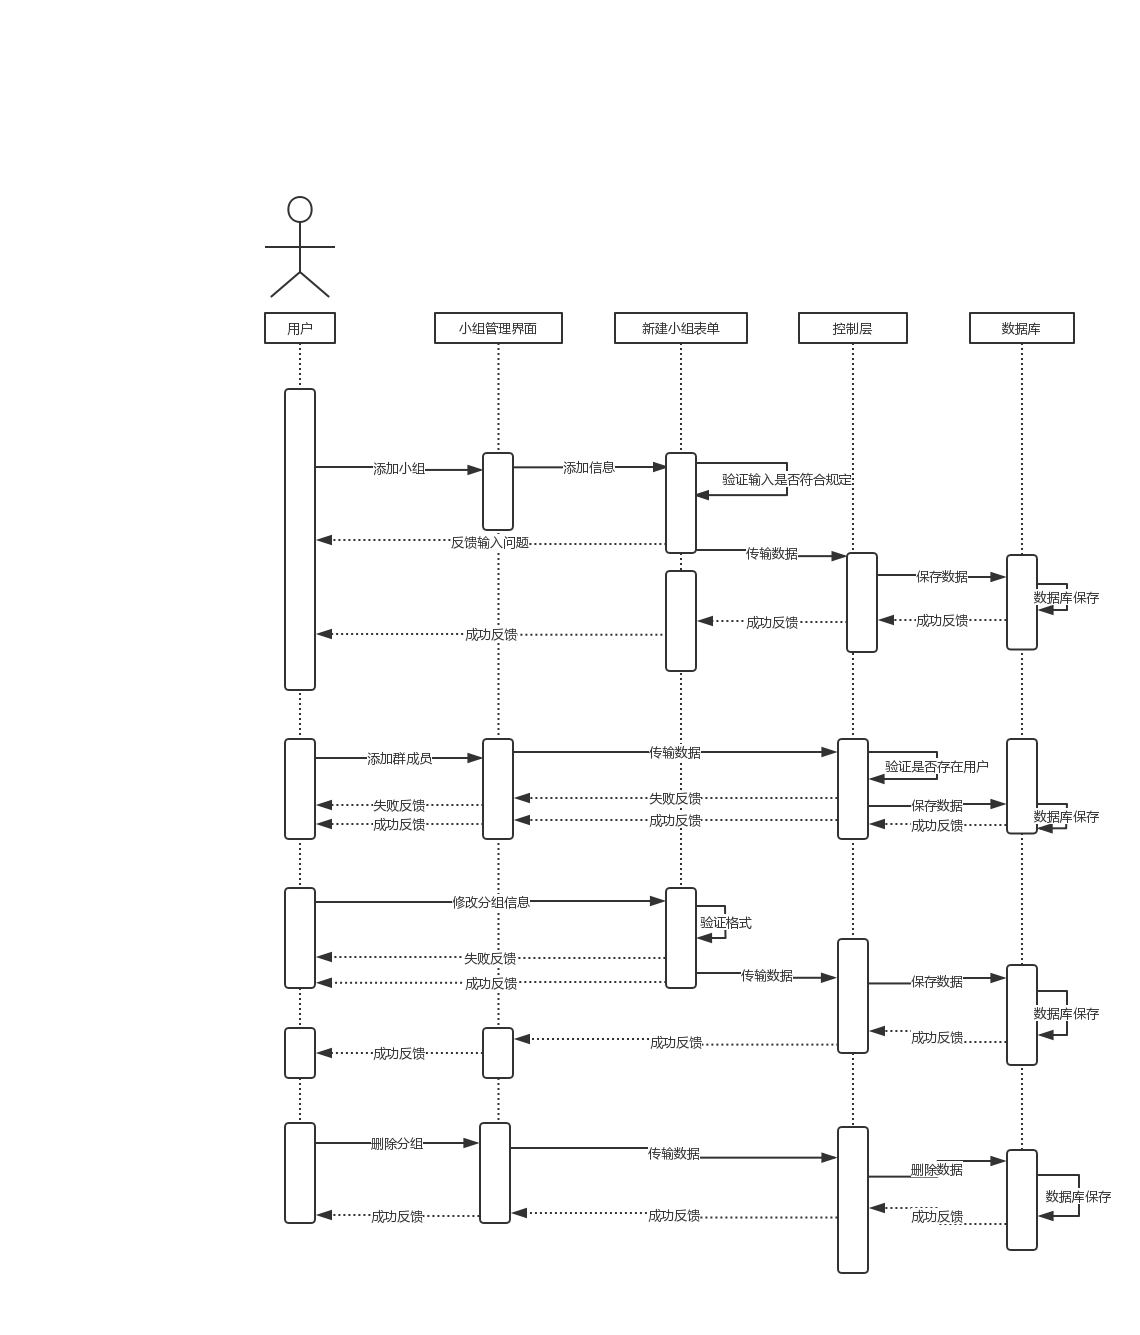 用户
小组管理界面
新建小组表单
控制层
数据库
添加小组
添加信息
验证输入是否符合规定
反馈输入问题
传输数据
保存数据
数据库保存
成功反馈
成功反馈
成功反馈
添加群成员
传输数据
验证是否存在用户
失败反馈
失败反馈
保存数据
数据库保存
成功反馈
成功反馈
成功反馈
修改分组信息
验证格式
失败反馈
传输数据
成功反馈
保存数据
数据库保存
成功反馈
成功反馈
成功反馈
删除分组
传输数据
删除数据
数据库保存
成功反馈
成功反馈
成功反馈